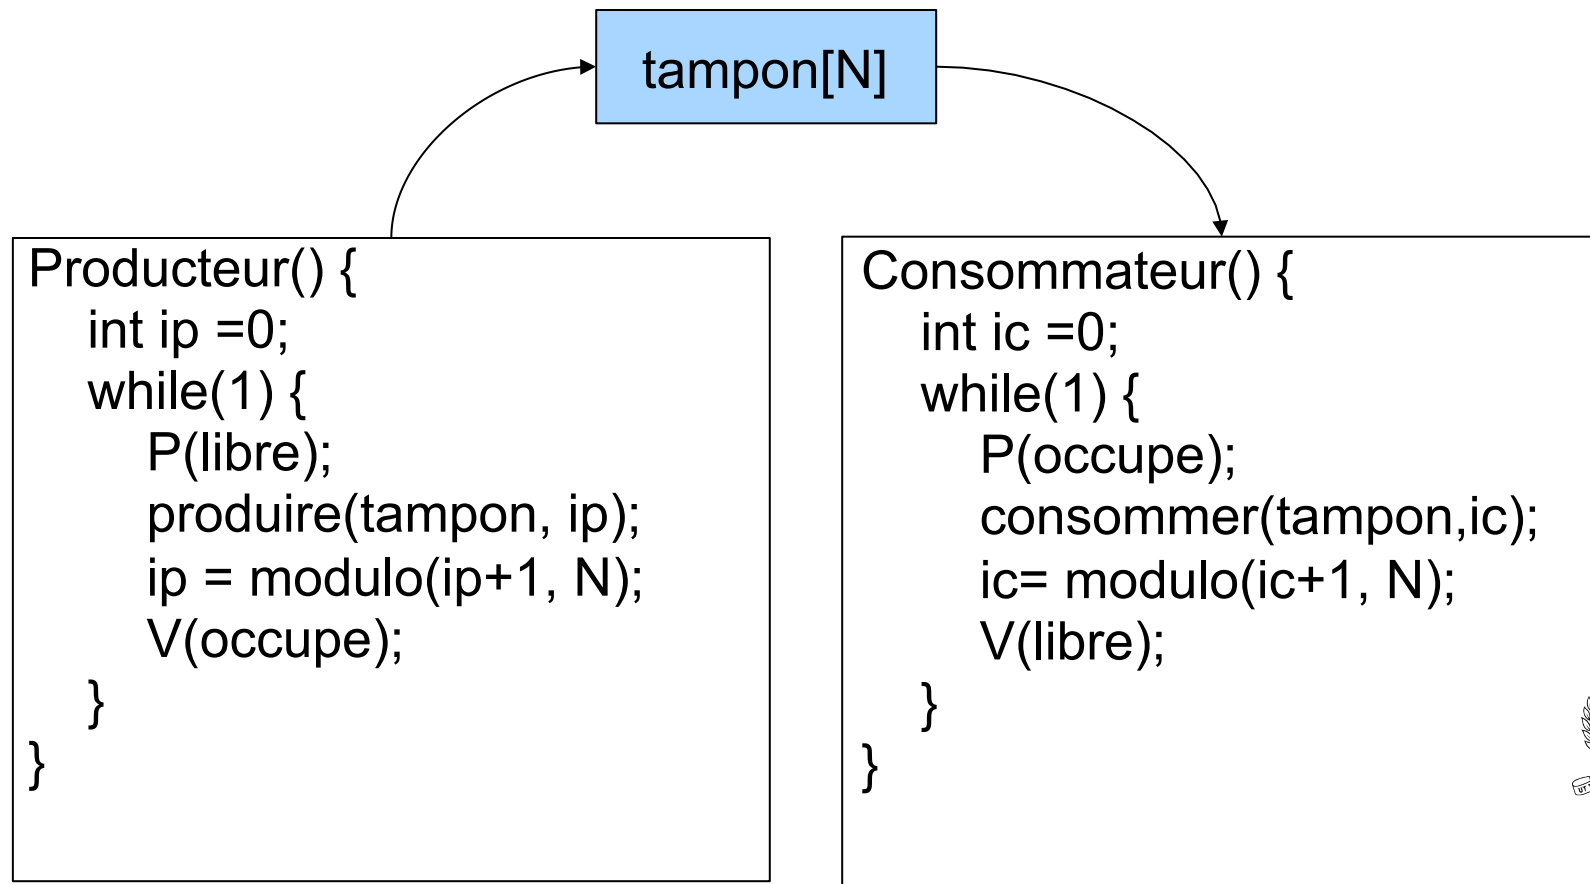 tampon[N]
Producteur() {
int ip =0;
while(1) {
P(libre);
produire(tampon, ip);
ip = modulo(ip+1, N);
V(occupe);
}
}
Consommateur() {
int ic =0;
while(1) {
P(occupe);
consommer(tampon,ic);
ic= modulo(ic+1, N);
V(libre);
}
}